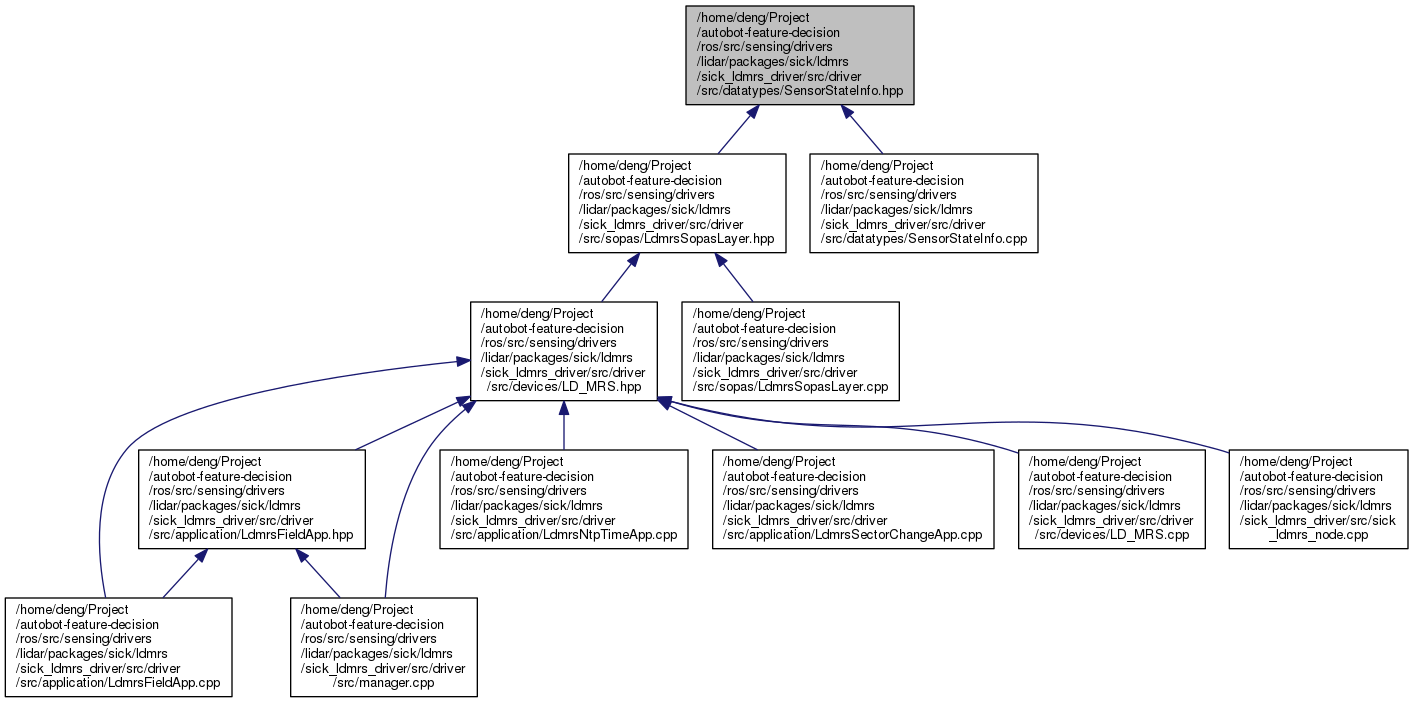 /home/deng/Project
/autobot-feature-decision
/ros/src/sensing/drivers
/lidar/packages/sick/ldmrs
/sick_ldmrs_driver/src/driver
/src/datatypes/SensorStateInfo.hpp
/home/deng/Project
/autobot-feature-decision
/ros/src/sensing/drivers
/lidar/packages/sick/ldmrs
/sick_ldmrs_driver/src/driver
/src/sopas/LdmrsSopasLayer.hpp
/home/deng/Project
/autobot-feature-decision
/ros/src/sensing/drivers
/lidar/packages/sick/ldmrs
/sick_ldmrs_driver/src/driver
/src/datatypes/SensorStateInfo.cpp
/home/deng/Project
/autobot-feature-decision
/ros/src/sensing/drivers
/lidar/packages/sick/ldmrs
/sick_ldmrs_driver/src/driver
/src/devices/LD_MRS.hpp
/home/deng/Project
/autobot-feature-decision
/ros/src/sensing/drivers
/lidar/packages/sick/ldmrs
/sick_ldmrs_driver/src/driver
/src/sopas/LdmrsSopasLayer.cpp
/home/deng/Project
/autobot-feature-decision
/ros/src/sensing/drivers
/lidar/packages/sick/ldmrs
/sick_ldmrs_driver/src/driver
/src/application/LdmrsFieldApp.hpp
/home/deng/Project
/autobot-feature-decision
/ros/src/sensing/drivers
/lidar/packages/sick/ldmrs
/sick_ldmrs_driver/src/driver
/src/application/LdmrsNtpTimeApp.cpp
/home/deng/Project
/autobot-feature-decision
/ros/src/sensing/drivers
/lidar/packages/sick/ldmrs
/sick_ldmrs_driver/src/driver
/src/application/LdmrsSectorChangeApp.cpp
/home/deng/Project
/autobot-feature-decision
/ros/src/sensing/drivers
/lidar/packages/sick/ldmrs
/sick_ldmrs_driver/src/driver
/src/devices/LD_MRS.cpp
/home/deng/Project
/autobot-feature-decision
/ros/src/sensing/drivers
/lidar/packages/sick/ldmrs
/sick_ldmrs_driver/src/sick
_ldmrs_node.cpp
/home/deng/Project
/autobot-feature-decision
/ros/src/sensing/drivers
/lidar/packages/sick/ldmrs
/sick_ldmrs_driver/src/driver
/src/application/LdmrsFieldApp.cpp
/home/deng/Project
/autobot-feature-decision
/ros/src/sensing/drivers
/lidar/packages/sick/ldmrs
/sick_ldmrs_driver/src/driver
/src/manager.cpp